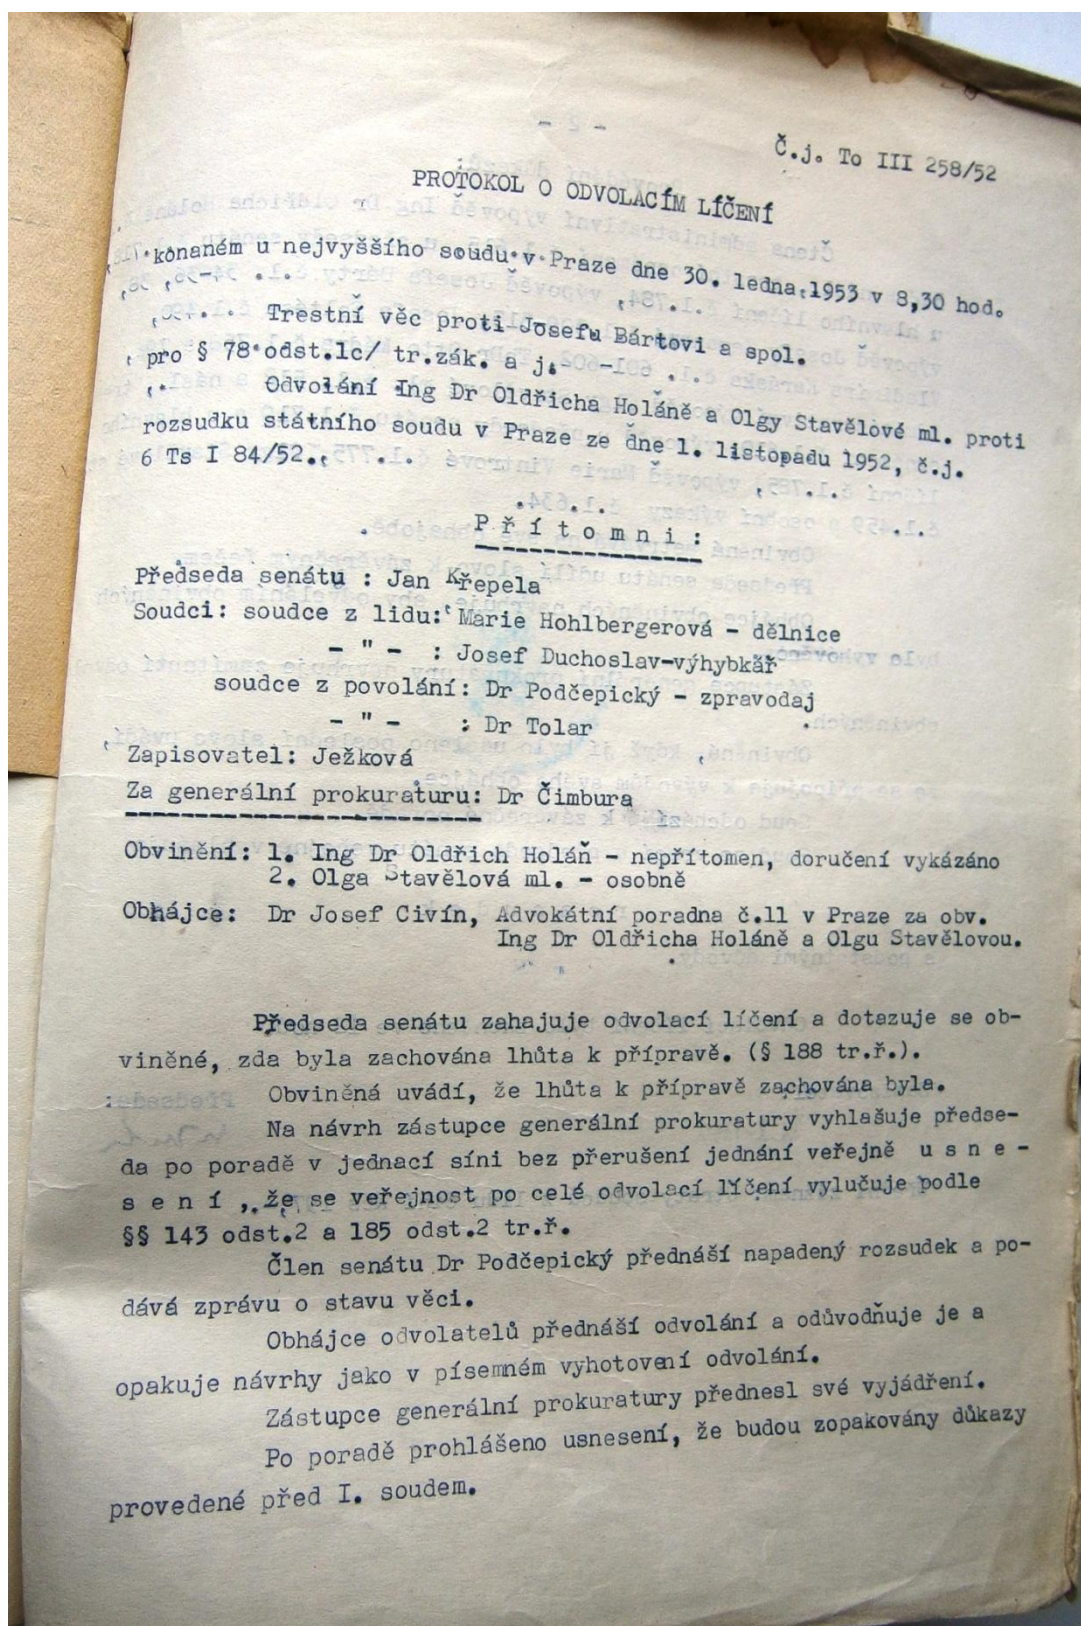 Č.j. To III 258/52
PROTOKOL O ODVOLACÍM LÍČENÍ
konaném u nejvyššího soudu v Praze dne 30. ledna 1953 v 8,30 hod.
Trestní věc proti Josefu Bártovi a spol.
pro § 78 odst.1c/ tr.zák. a j.
Odvolání Ing Dr Oldřicha Holáně a Olgy Stavělové ml. proti
rozsudku státního soudu v Praze ze dne 1. listopadu 1952, č.j.
6 Ts I 84/52.
Přítomni:
Předseda senátu : Jan Křepela
Soudci: soudce z lidu: Marie Hohlbergerová - dělnice
- " - : Josef Duchoslav-výhybkář
soudce z povolání: Dr Podčepický - zpravodaj
- " - : Dr Tolar
Zapisovatel: Ježková
Za generální prokuraturu: Dr Čimbura
Obvinění: 1. Ing Dr Oldřich Holáň - nepřítomen, doručení vykázáno
2. Olga Stavělová ml. - osobně
Obhájce: Dr Josef Civín, Advokátní poradna č.11 v Praze za obv.
Ing Dr Oldřicha Holáně a Olgu Stavělovou.
Předseda senátu zahajuje odvolací líčení a dotazuje se ob-
viněné, zda byla zachována lhůta k přípravě. (§ 188 tr.ř.).
Obviněná uvádí, že lhůta k přípravě zachována byla.
Na návrh zástupce generální prokuratury vyhlašuje předse-
da po poradě v jednací síni bez přerušení jednání veřejně u s n e -
s e n í , že se veřejnost po celé odvolací líčení vylučuje podle
§§ 143 odst.2 a 185 odst.2 tr.ř.
Člen senátu Dr Podčepický přednáší napadený rozsudek a po-
dává zprávu o stavu věci.
Obhájce odvolatelů přednáší odvolání a odůvodňuje je a
opakuje návrhy jako v písemném vyhotovení odvolání.
Zástupce generální prokuratury přednesl své vyjádření.
Po poradě prohlášeno usnesení, že budou zopakovány důkazy
provedené před I. soudem.